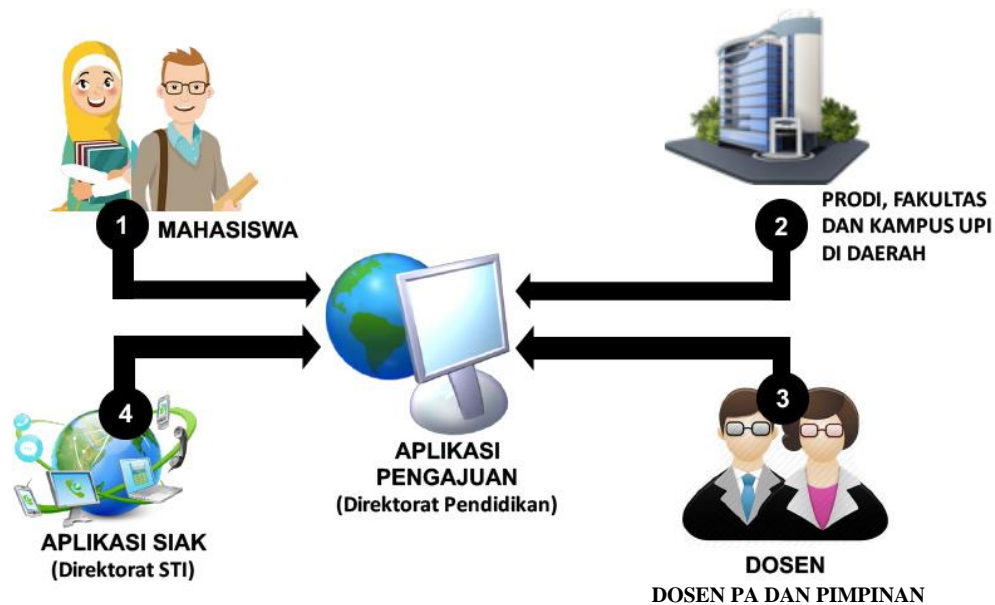 1
MAHASISWA
2
PRODI, FAKULTAS
DAN KAMPUS UPI
DI DAERAH
4
APLIKASI SIAK
(Direktorat STI)
APLIKASI
PENGAJUAN
(Direktorat Pendidikan)
3
DOSEN
DOSEN PA DAN PIMPINAN